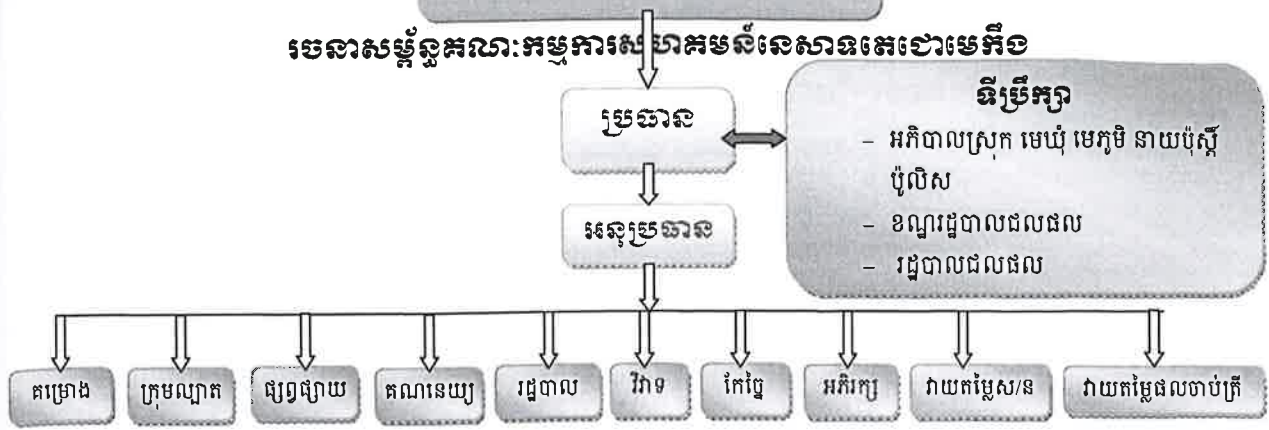 រចនាសម្ព័ន្ធគណៈកម្មការសហគមន៍នេសាទតេជោមេគង្គ
ប្រធាន
ទីប្រឹក្សា
– អភិបាលស្រុក មេឃុំ មេភូមិ នាយប៉ុស្តិ៍
ប៉ូលិស
– ខណ្ឌរដ្ឋបាលជលផល
– រដ្ឋបាលជលផល
អនុប្រធាន
គម្រោង
ក្រុមល្បាត
ផ្សព្វផ្សាយ
គណនេយ្យ
រដ្ឋបាល
វិវាទ
កែច្នៃ
អភិរក្ស
វាយតម្លៃស/ន
វាយតម្លៃផលចាប់ត្រី